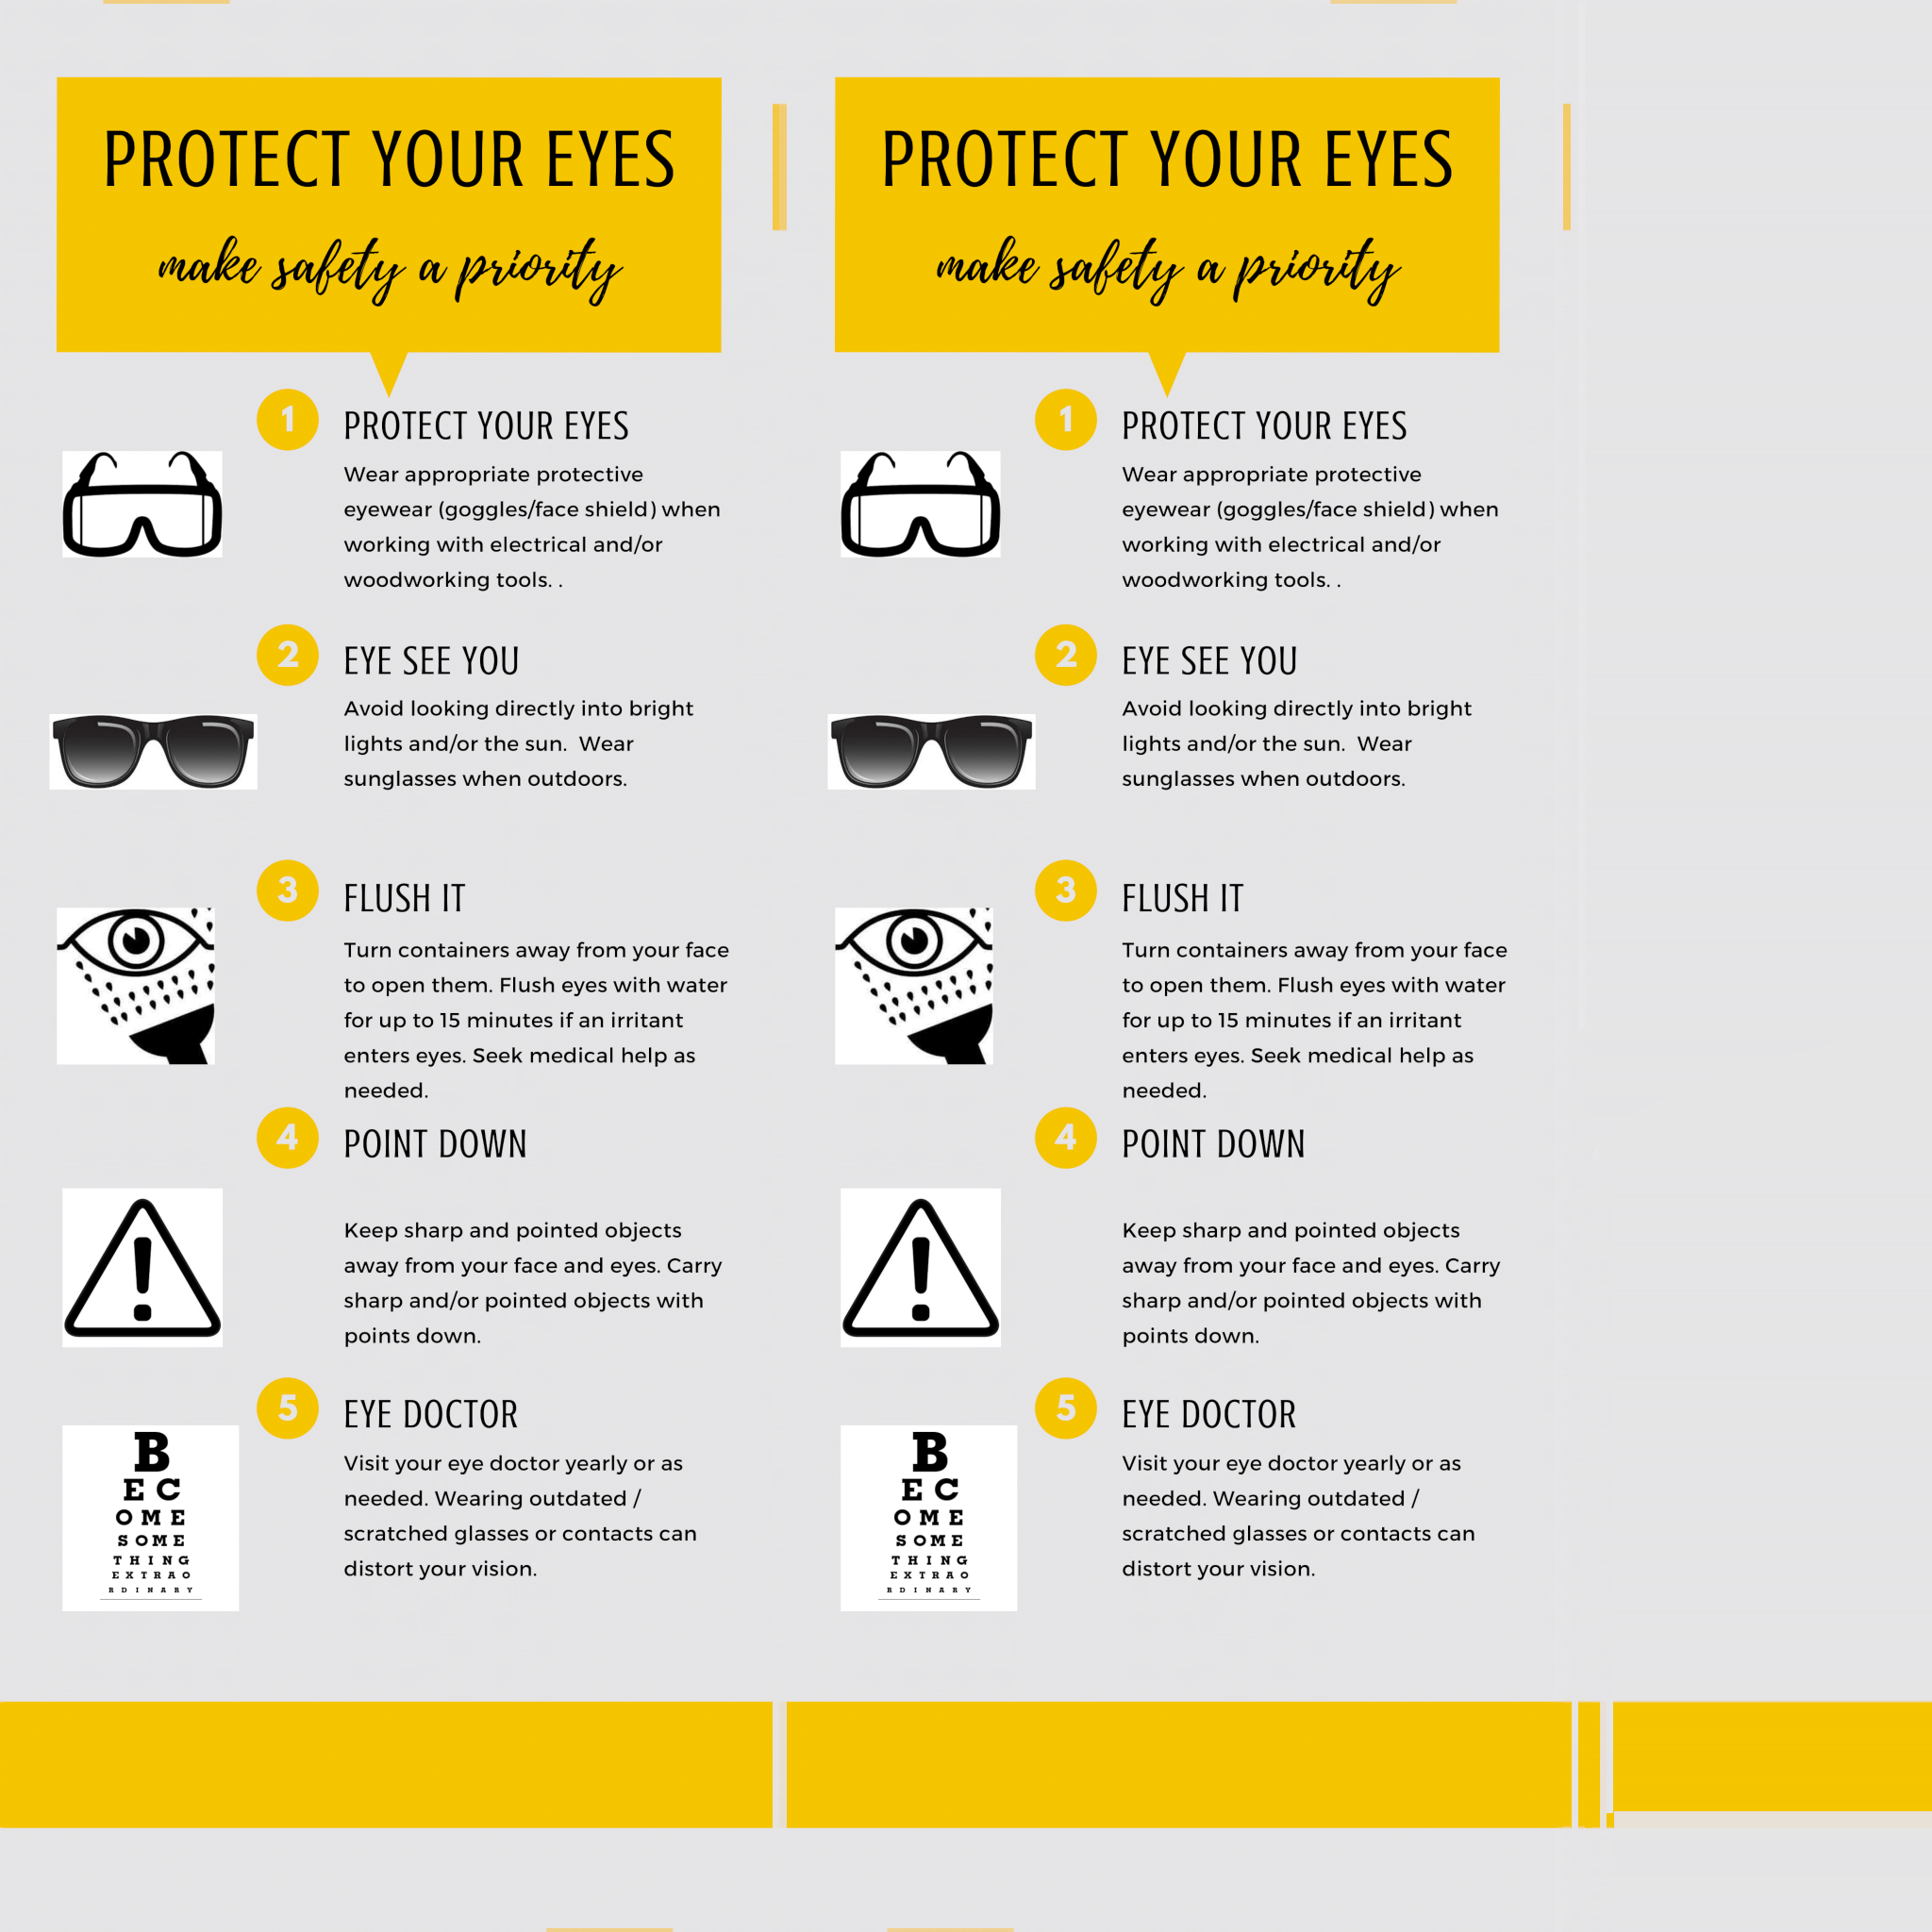 PROTECT YOUR EYES
make safety a priority
1
PROTECT YOUR EYES
Wear appropriate protective
eyewear (goggles/face shield) when
working with electrical and/or
woodworking tools. .
2
EYE SEE YOU
Avoid looking directly into bright
lights and/or the sun.  Wear
sunglasses when outdoors.
3
FLUSH IT
Turn containers away from your face
to open them. Flush eyes with water
for up to 15 minutes if an irritant
enters eyes. Seek medical help as
needed.
4
POINT DOWN
Keep sharp and pointed objects
away from your face and eyes. Carry
sharp and/or pointed objects with
points down.
5
EYE DOCTOR
Visit your eye doctor yearly or as
needed. Wearing outdated /
scratched glasses or contacts can
distort your vision.
B
E C
O M E
S O M E
T H I N G
E X T R A O
R D I N A R Y
PROTECT YOUR EYES
make safety a priority
1
PROTECT YOUR EYES
Wear appropriate protective
eyewear (goggles/face shield) when
working with electrical and/or
woodworking tools. .
2
EYE SEE YOU
Avoid looking directly into bright
lights and/or the sun.  Wear
sunglasses when outdoors.
3
FLUSH IT
Turn containers away from your face
to open them. Flush eyes with water
for up to 15 minutes if an irritant
enters eyes. Seek medical help as
needed.
4
POINT DOWN
Keep sharp and pointed objects
away from your face and eyes. Carry
sharp and/or pointed objects with
points down.
5
EYE DOCTOR
Visit your eye doctor yearly or as
needed. Wearing outdated /
scratched glasses or contacts can
distort your vision.
B
E C
O M E
S O M E
T H I N G
E X T R A O
R D I N A R Y